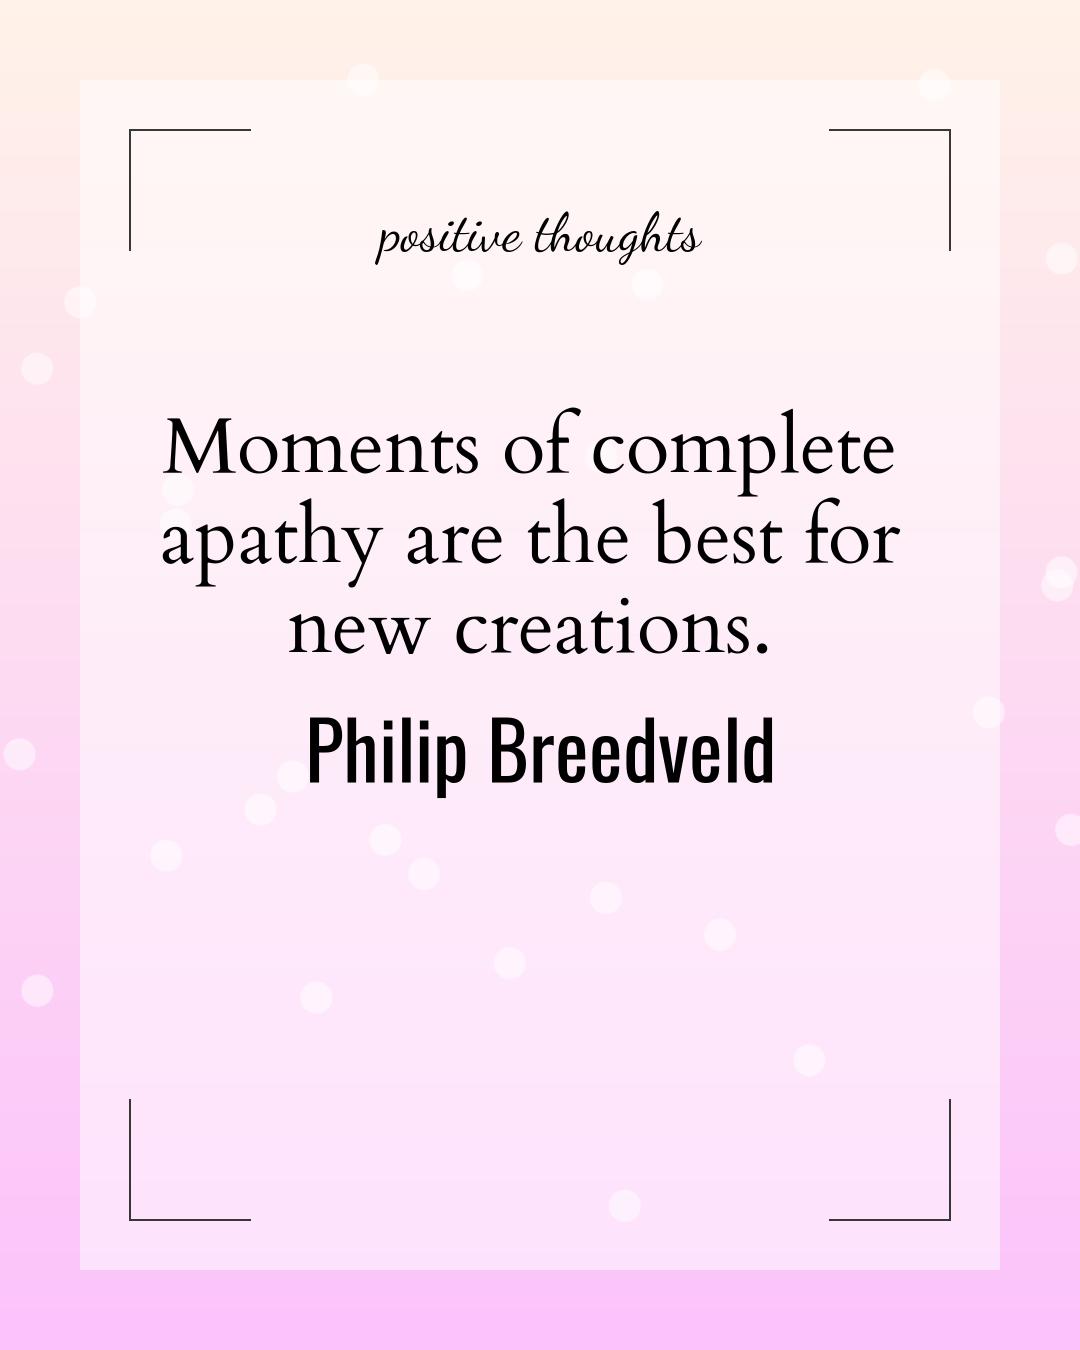 positive thoughts
Moments of complete
apathy are the best for
new creations.
Philip Breedveld